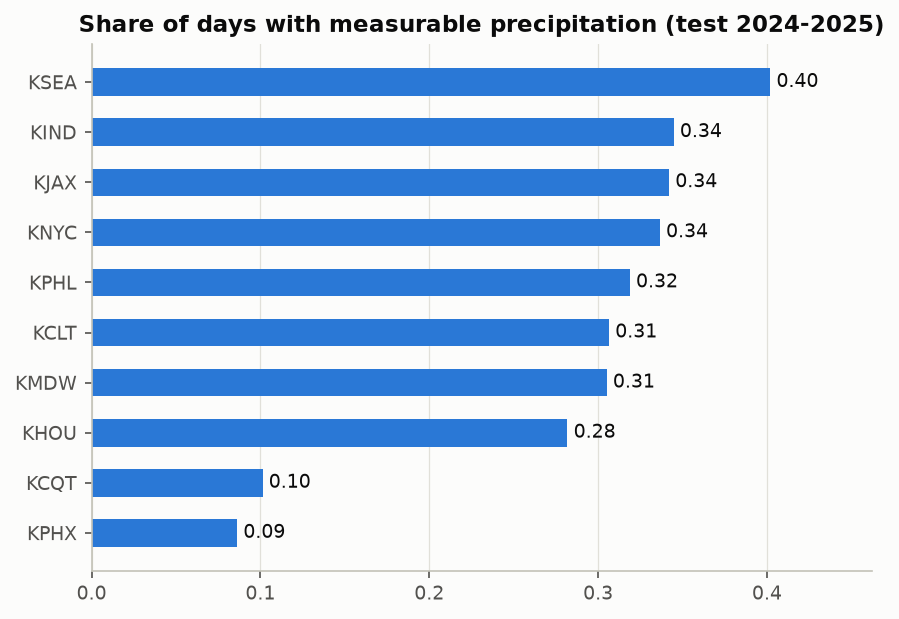 Share of days with measurable precipitation (test 2024-2025)
KSEA 0.40
KIND 0.34
KJAX 0.34
KNYC 0.34
KPHL 0.32
KCLT 0.31
KMDW 0.31
KHOU 0.28
KCQT 0.10
KPHX 0.09
0.0 0.1 0.2 0.3 0.4